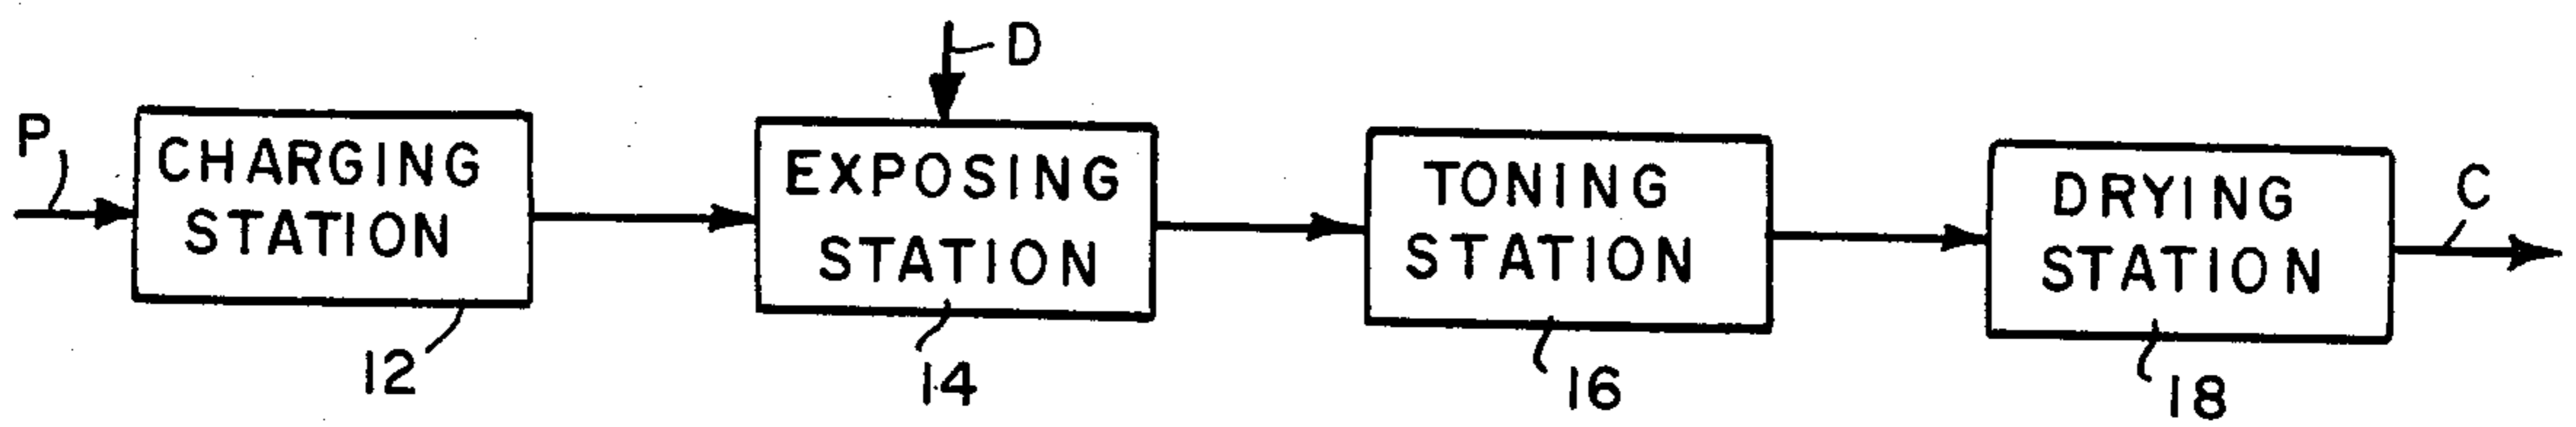 D
P
CHARGING
STATION
EXPOSING
STATION
TONING
STATION
DRYING
STATION
C
12
14
16
18